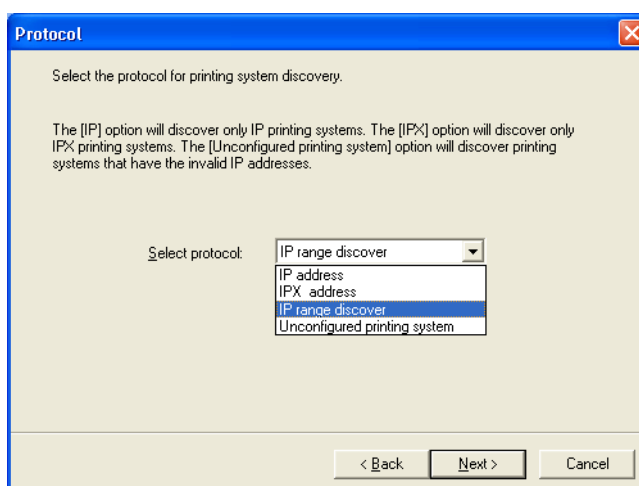 Protocol
Select the protocol for printing system discovery.
The [IP] option will discover only IP printing systems. The [IPX] option will discover only
IPX printing systems. The [Unconfigured printing system] option will discover printing
systems that have the invalid IP addresses.
Select protocol: IP range discover
IP address
IPX address
IP range discover
Unconfigured printing system
< Back Next > Cancel